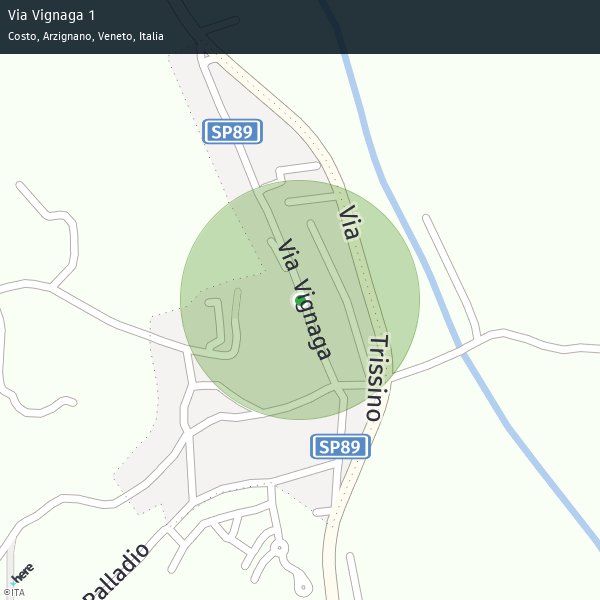 Via Vignaga 1
Costo, Arzignano, Veneto, Italia
SP89
Via
Via Vignaga
Trissino
SP89
Palladio
here
©ITA